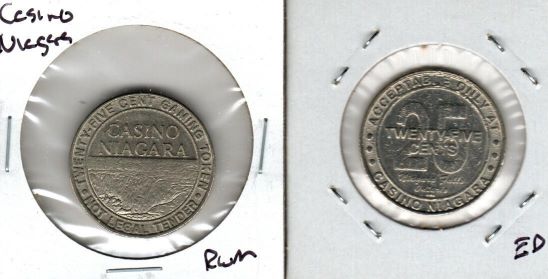 Casino
Niagara
TWENTY-FIVE CENT GAMING TOKEN
CASINO
NIAGARA
NOT LEGAL TENDER
RWM
ACCEPTABLE ONLY AT
25
TWENTY-FIVE
CENTS
CASINO NIAGARA
ED